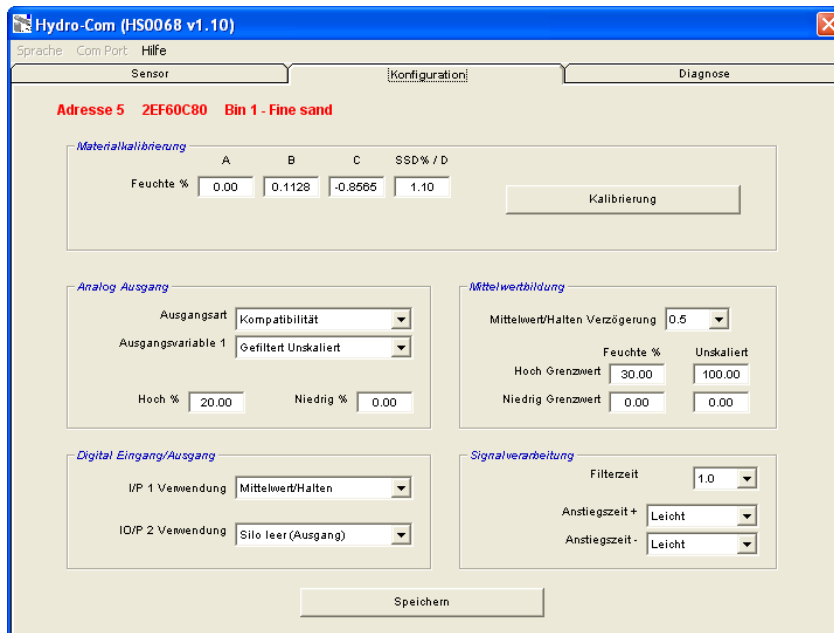 Hydro-Com (HS0068 v1.10)
Sprache Com Port Hilfe
Sensor Konfiguration Diagnose
Adresse 5 2EF60C80 Bin 1 - Fine sand
Materialkalibrierung
A B C SSD% / D
Feuchte % 0.00 0.1128 -0.8565 1.10
Kalibrierung
Analog Ausgang
Ausgangsart Kompatibilität
Ausgangsvariable 1 Gefiltert Unskaliert
Hoch % 20.00 Niedrig % 0.00
Mittelwertbildung
Mittelwert/Halten Verzögerung 0.5
Feuchte % Unskaliert
Hoch Grenzwert 30.00 100.00
Niedrig Grenzwert 0.00 0.00
Digital Eingang/Ausgang
I/P 1 Verwendung Mittelwert/Halten
IO/P 2 Verwendung Silo leer (Ausgang)
Signalverarbeitung
Filterzeit 1.0
Anstiegszeit + Leicht
Anstiegszeit - Leicht
Speichern